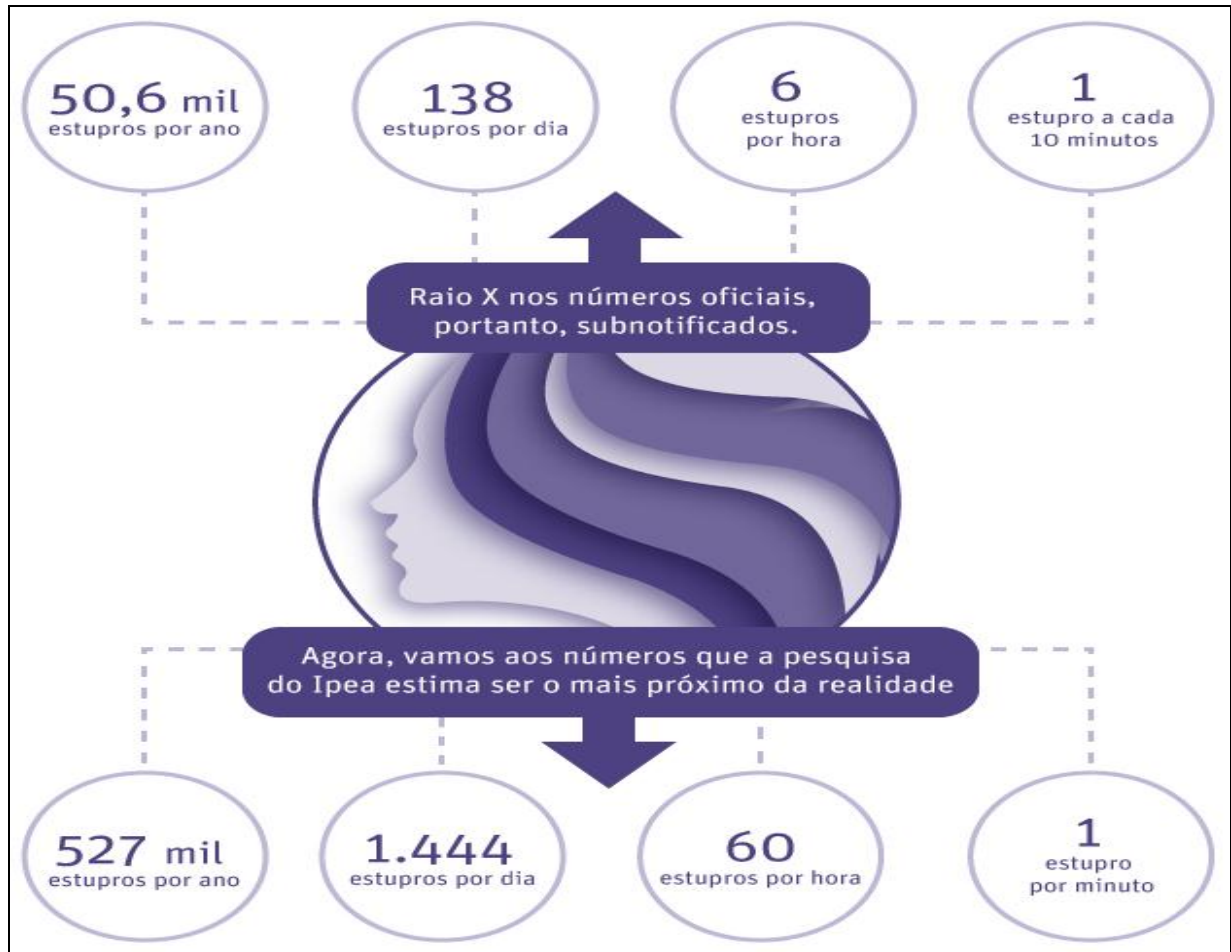 50,6 mil
estupros por ano
138
estupros por dia
6
estupros
por hora
1
estupro a cada
10 minutos
Raio X nos números oficiais,
portanto, subnotificados.
Agora, vamos aos números que a pesquisa
do Ipea estima ser o mais próximo da realidade
527 mil
estupros por ano
1.444
estupros por dia
60
estupros por hora
1
estupro
por minuto